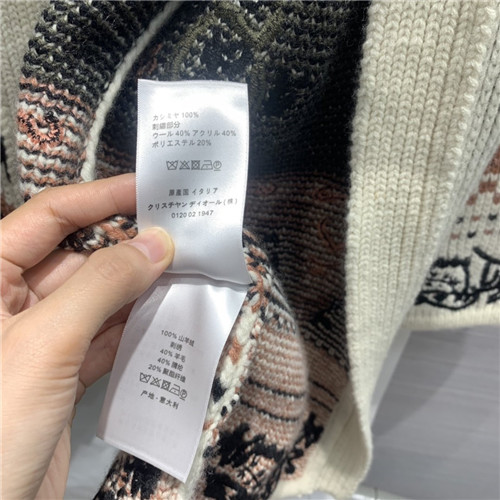 カシミヤ 100%
刺繍部分
ウール 40% アクリル 40%
ポリエステル 20%
原産国 イタリア
クリスチャン ディオール (株)
0120 02 1947
100% 山羊绒
刺绣
40% 羊毛
40% 腈纶
20% 聚酯纤维
产地 - 意大利